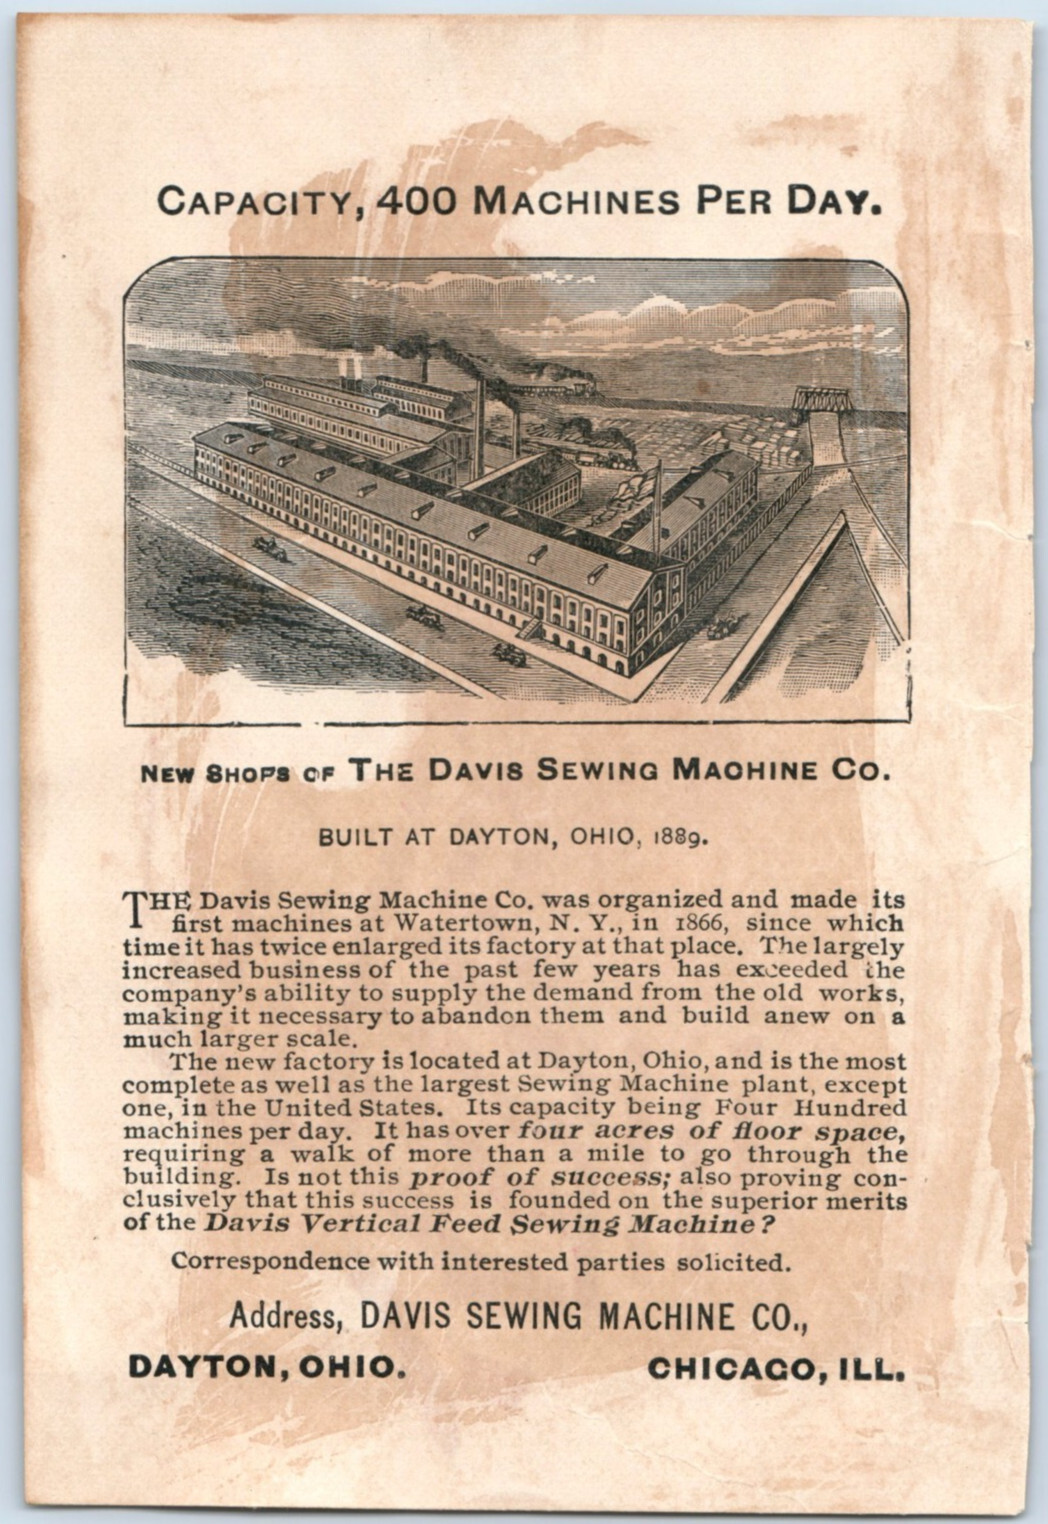 CAPACITY, 400 MACHINES PER DAY.
NEW SHOPS OF THE DAVIS SEWING MACHINE CO.
BUILT AT DAYTON, OHIO, 1889.
THE Davis Sewing Machine Co. was organized and made its
first machines at Watertown, N. Y., in 1866, since which
time it has twice enlarged its factory at that place. The largely
increased business of the past few years has exceeded the
company's ability to supply the demand from the old works,
making it necessary to abandon them and build anew on a
much larger scale.
The new factory is located at Dayton, Ohio, and is the most
complete as well as the largest Sewing Machine plant, except
one, in the United States. Its capacity being Four Hundred
machines per day. It has over four acres of floor space,
requiring a walk of more than a mile to go through the
building. Is not this proof of success; also proving con-
clusively that this success is founded on the superior merits
of the Davis Vertical Feed Sewing Machine?
Correspondence with interested parties solicited.
Address, DAVIS SEWING MACHINE CO.,
DAYTON, OHIO. CHICAGO, ILL.